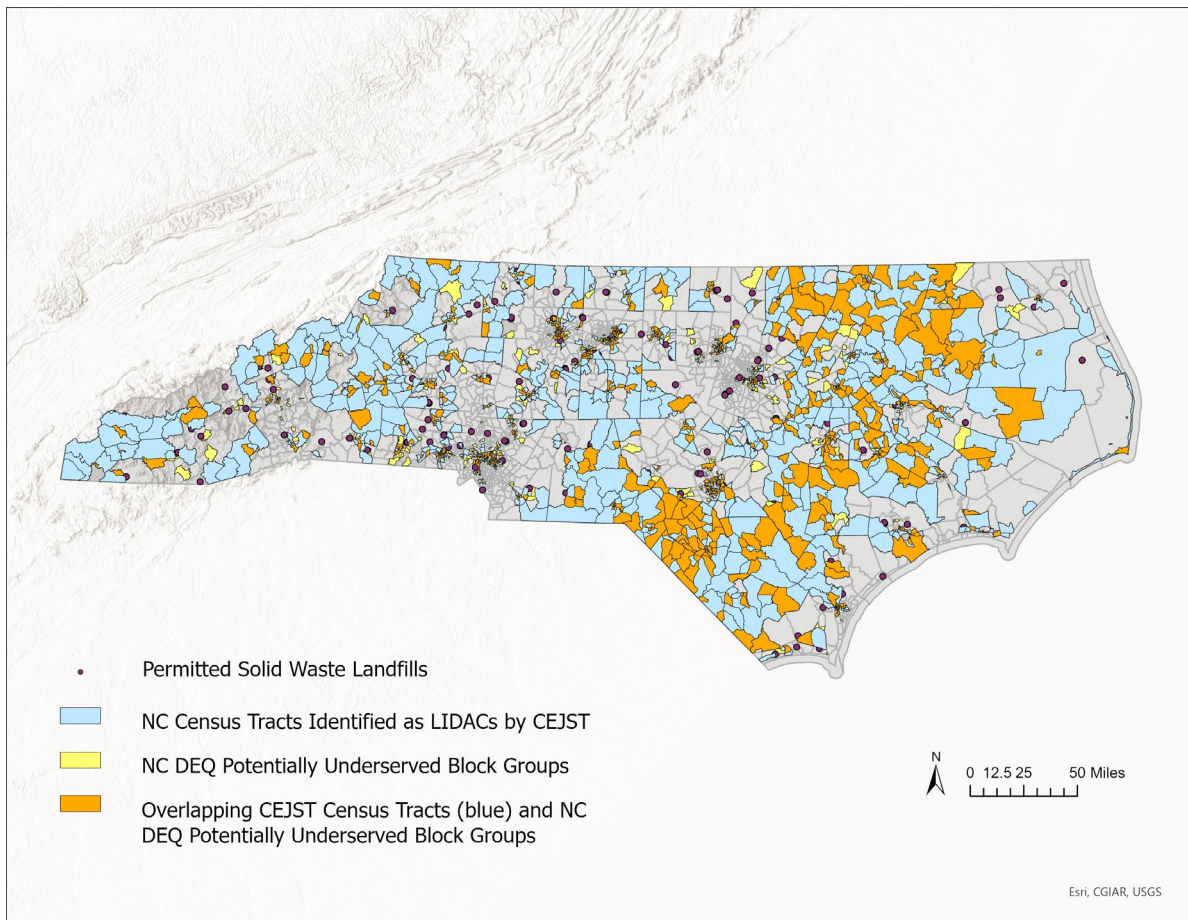 Permitted Solid Waste Landfills
NC Census Tracts Identified as LIDACs by CEJST
NC DEQ Potentially Underserved Block Groups
Overlapping CEJST Census Tracts (blue) and NC
DEQ Potentially Underserved Block Groups
N
0 12.5 25 50 Miles
Esri, CGIAR, USGS